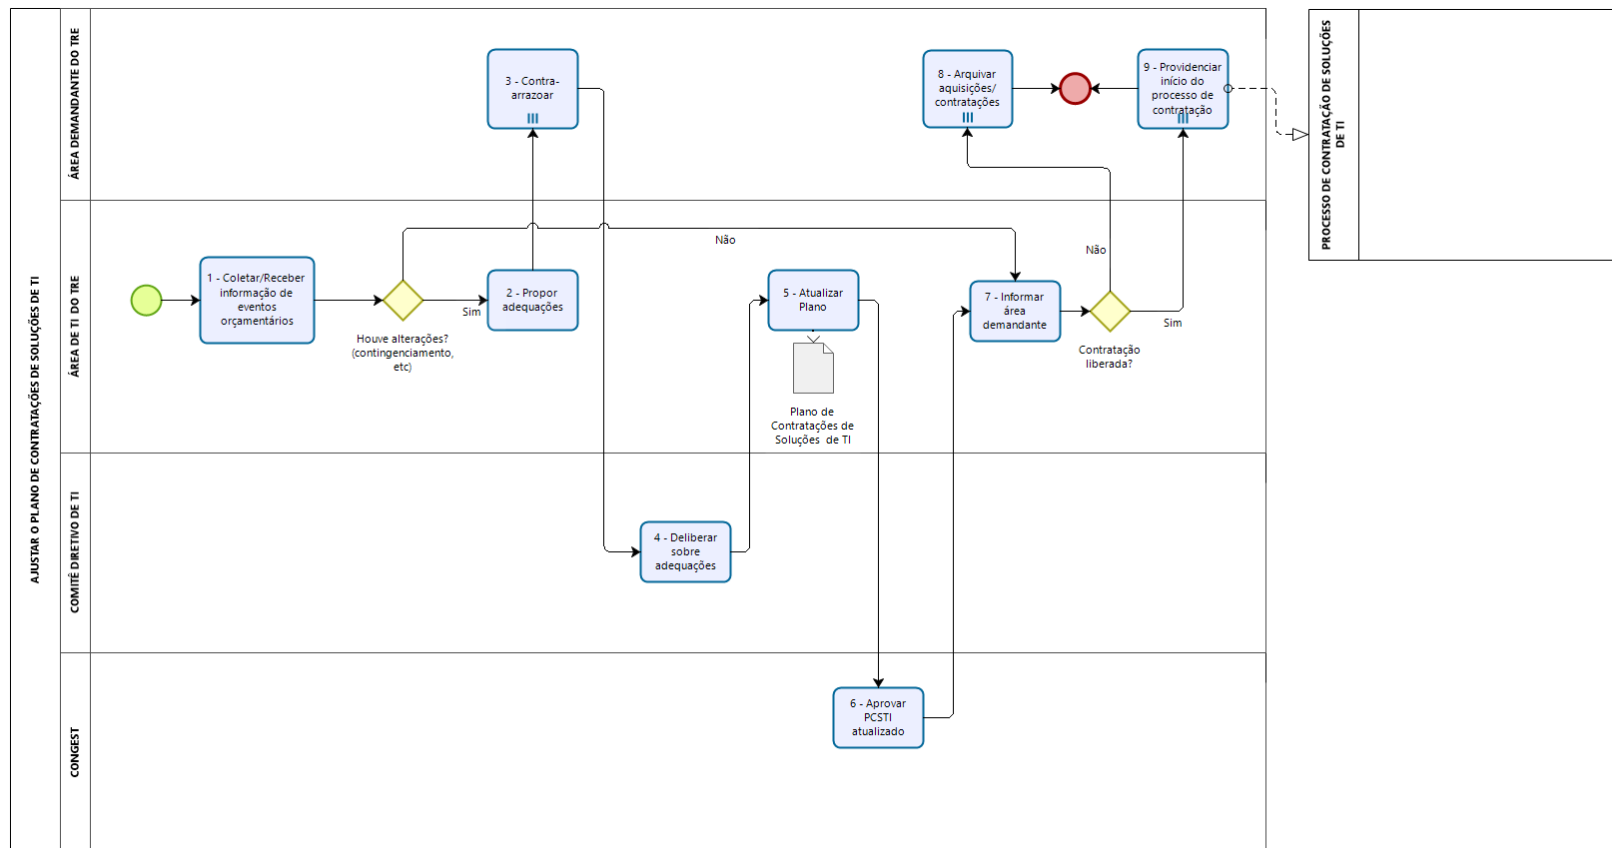 AJUSTAR O PLANO DE CONTRATAÇÕES DE SOLUÇÕES DE TI
ÁREA DEMANDANTE DO TRE
3 - Contra-
arrazoar
8 - Arquivar
aquisições/
contratações
9 - Providenciar
início do
processo de
contratação
PROCESSO DE CONTRATAÇÃO DE SOLUÇÕES
DE TI
ÁREA DE TI DO TRE
1 - Coletar/Receber
informação de
eventos
orçamentários
Houve alterações?
(contingenciamento,
etc)
Sim
Não
2 - Propor
adequações
5 - Atualizar
Plano
Plano de
Contratações de
Soluções de TI
7 - Informar
área
demandante
Não
Contratação
liberada?
Sim
COMITÊ DIRETIVO DE TI
4 - Deliberar
sobre
adequações
CONGEST
6 - Aprovar
PCSTI
atualizado